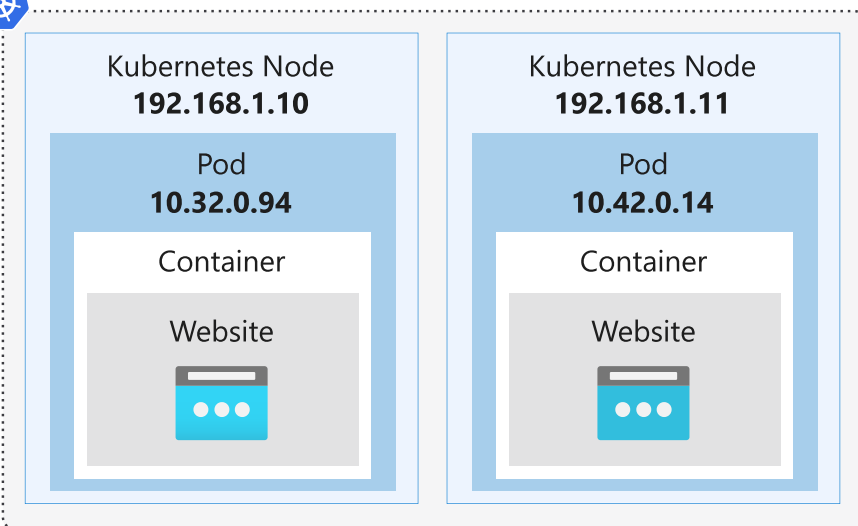 Kubernetes Node
192.168.1.10
Pod
10.32.0.94
Container
Website
Kubernetes Node
192.168.1.11
Pod
10.42.0.14
Container
Website